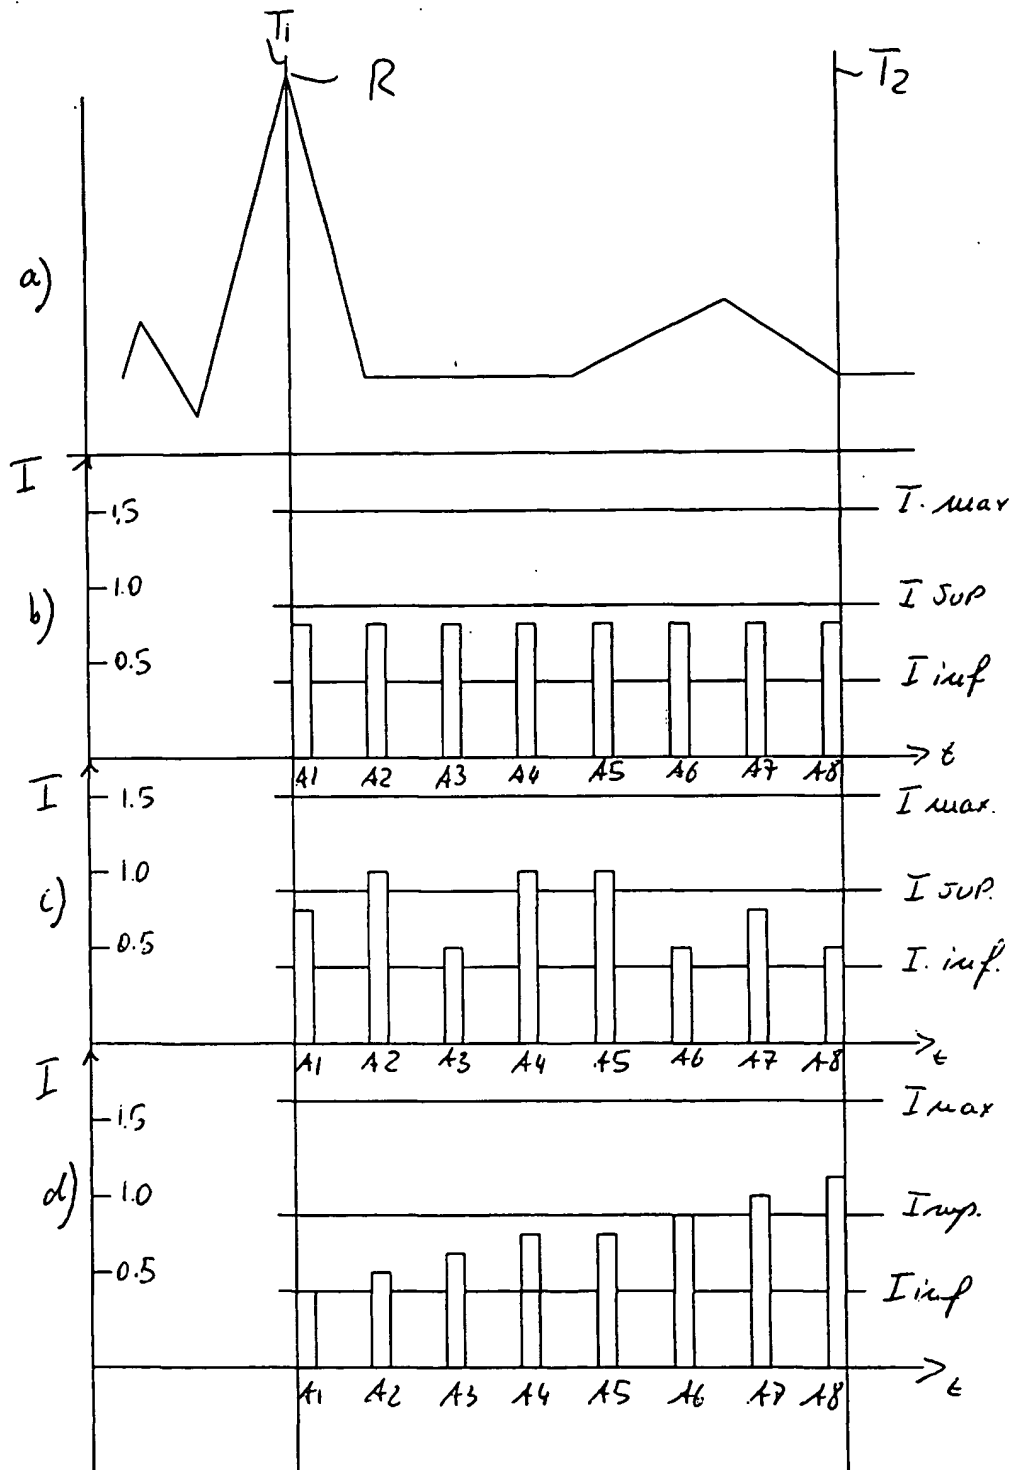 T1
R
T2
a)
I
1.5
I. max
1.0
I sup
b)
0.5
I inf
t
A1 A2 A3 A4 A5 A6 A7 A8
I
1.5
I max.
1.0
I sup.
c)
0.5
I. inf.
t
A1 A2 A3 A4 A5 A6 A7 A8
I
I max
1.5
d)
1.0
I sup.
0.5
I inf
t
A1 A2 A3 A4 A5 A6 A7 A8